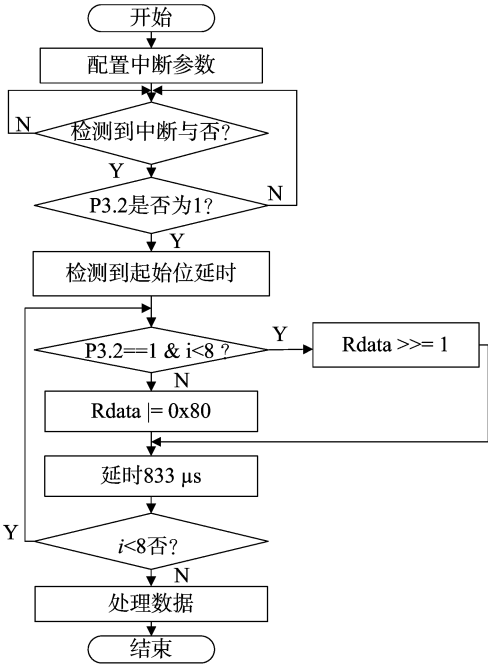 开始
配置中断参数
N
检测到中断与否?
Y
N
P3.2是否为1?
Y
检测到起始位延时
Y
P3.2==1 & i<8 ?
Rdata >>= 1
N
Rdata |= 0x80
延时833 μs
Y
i<8否?
N
处理数据
结束